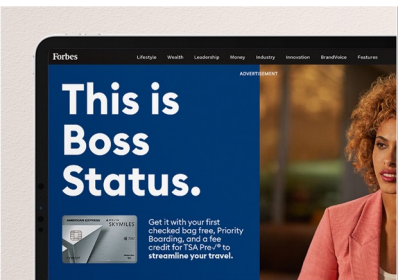 Forbes
Lifestyle Wealth Leadership Money Industry Innovation BrandVoice Features
ADVERTISEMENT
This is
Boss
Status.
AMERICAN EXPRESS
SKYMILES
Get it with your first
checked bag free, Priority
Boarding, and a fee
credit for TSA Pre✓® to
streamline your travel.